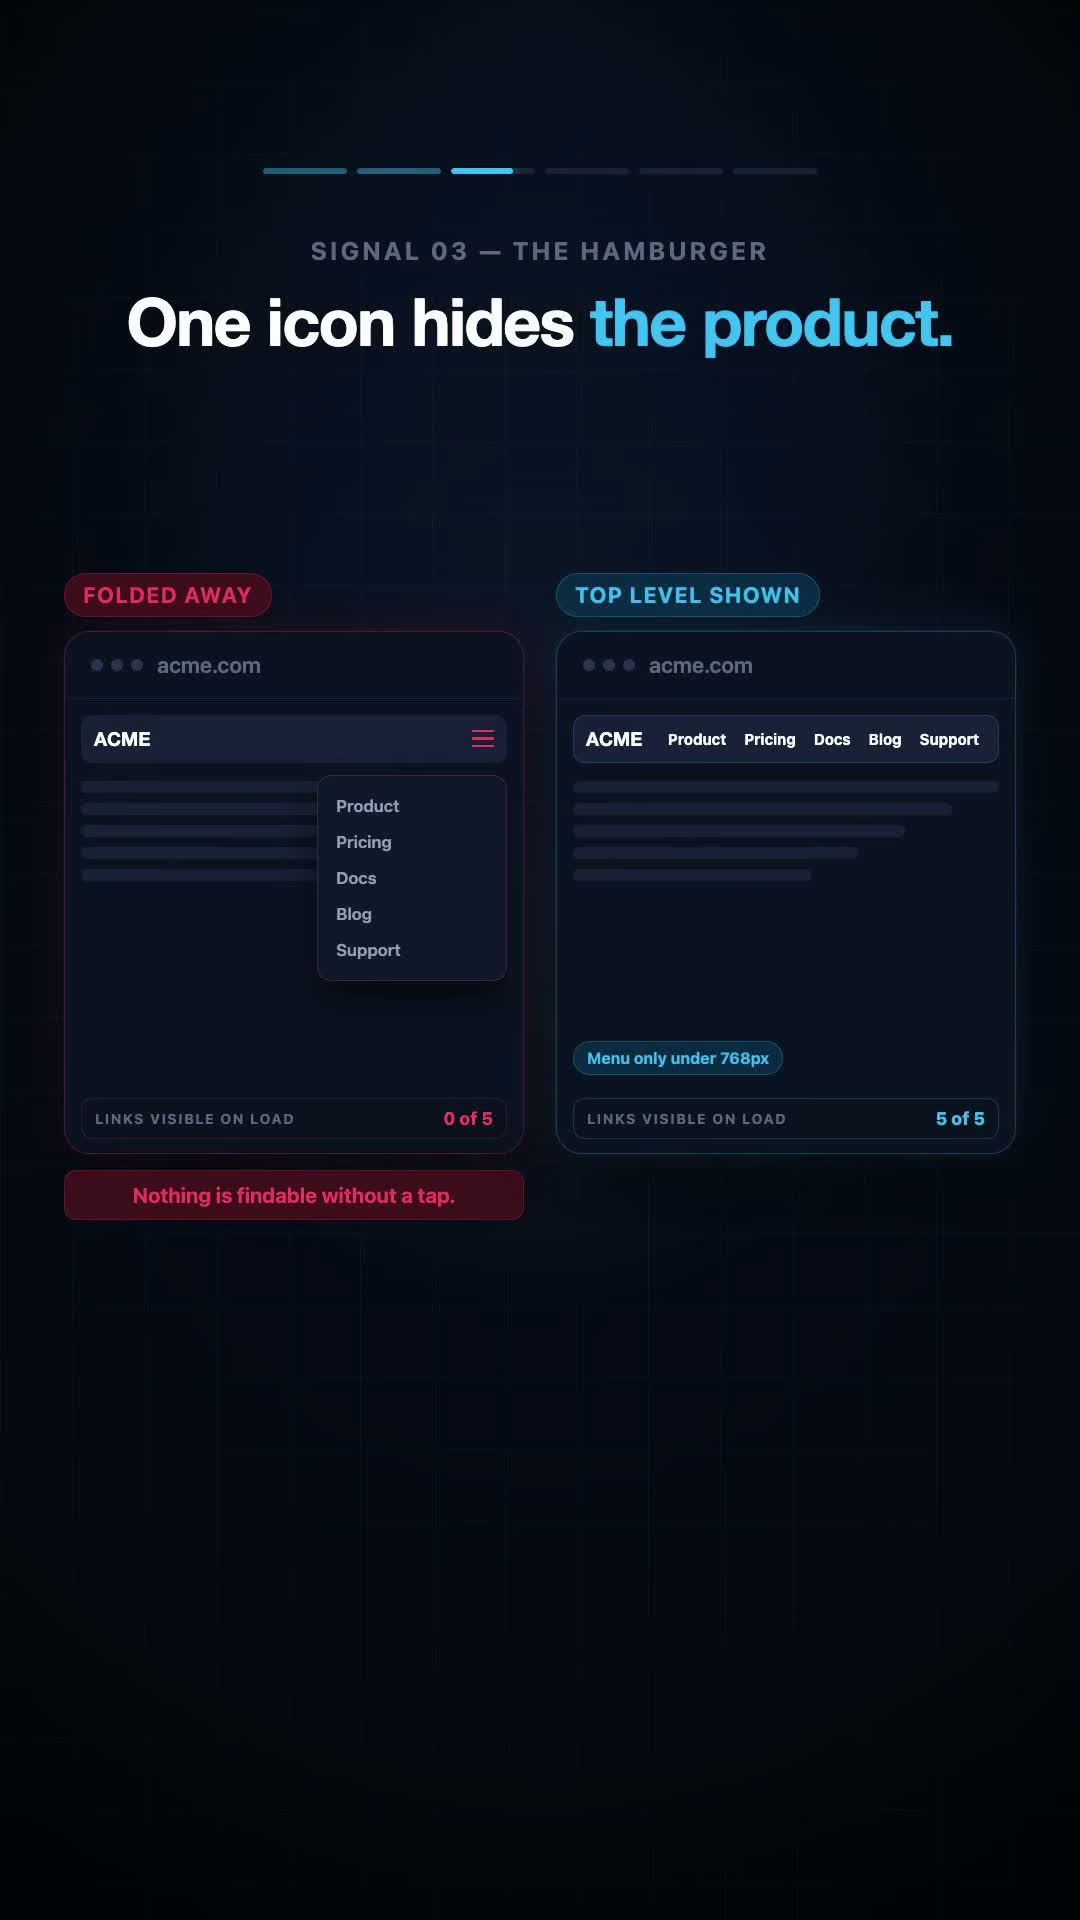 SIGNAL 03 — THE HAMBURGER
One icon hides the product.
FOLDED AWAY
acme.com
ACME
Product
Pricing
Docs
Blog
Support
LINKS VISIBLE ON LOAD 0 of 5
Nothing is findable without a tap.
TOP LEVEL SHOWN
acme.com
ACME Product Pricing Docs Blog Support
Menu only under 768px
LINKS VISIBLE ON LOAD 5 of 5